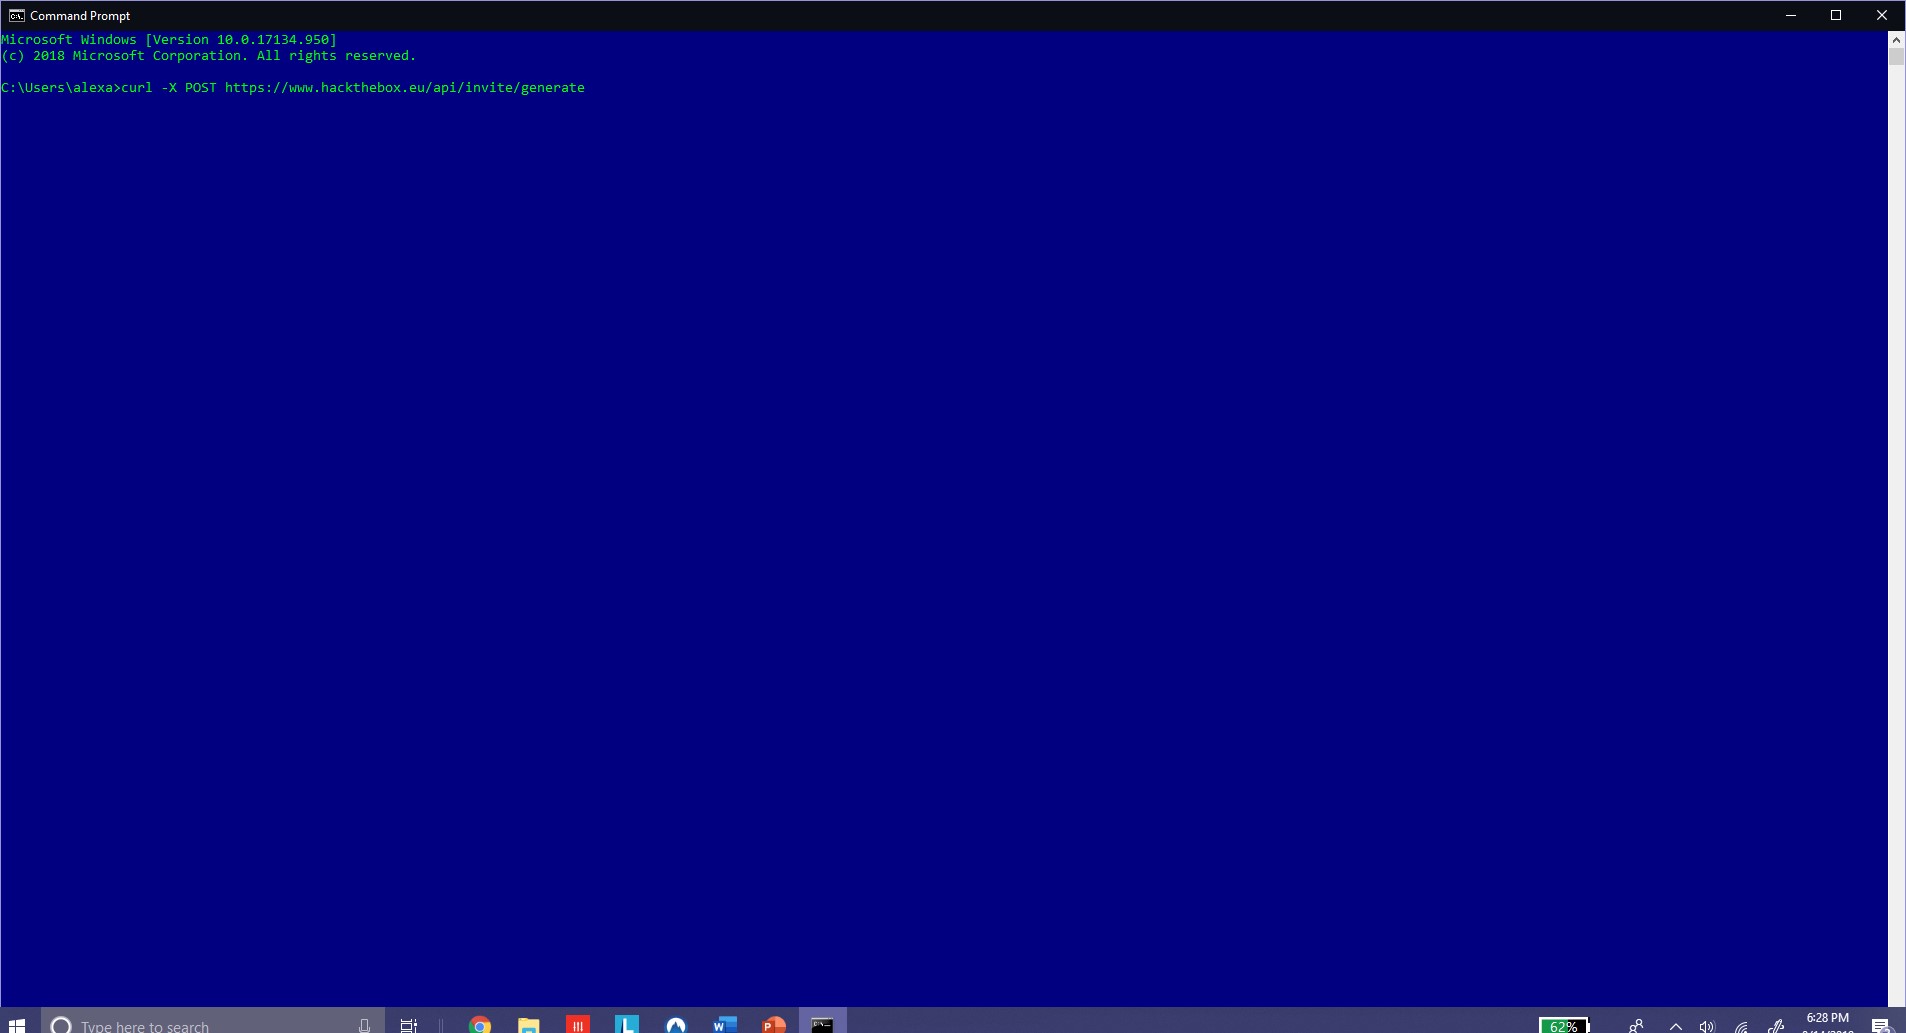 Command Prompt
Microsoft Windows [Version 10.0.17134.950]
(c) 2018 Microsoft Corporation. All rights reserved.
C:\Users\alexa>curl -X POST https://www.hackthebox.eu/api/invite/generate
Type here to search
62%
6:28 PM